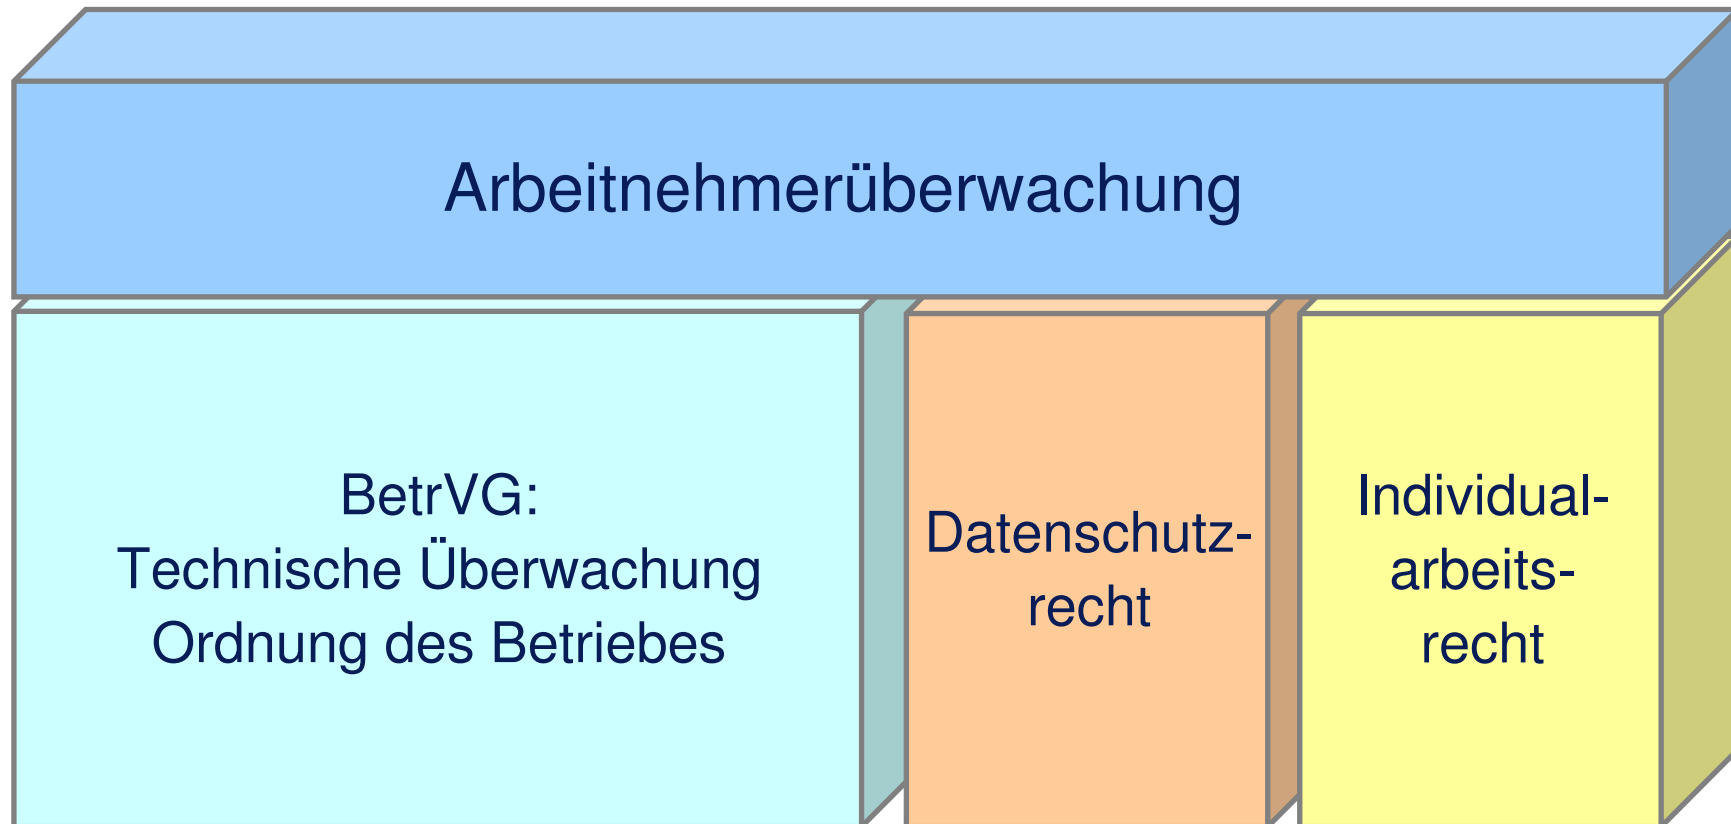 Arbeitnehmerüberwachung
BetrVG:
Technische Überwachung
Ordnung des Betriebes
Datenschutz-
recht
Individual-
arbeits-
recht